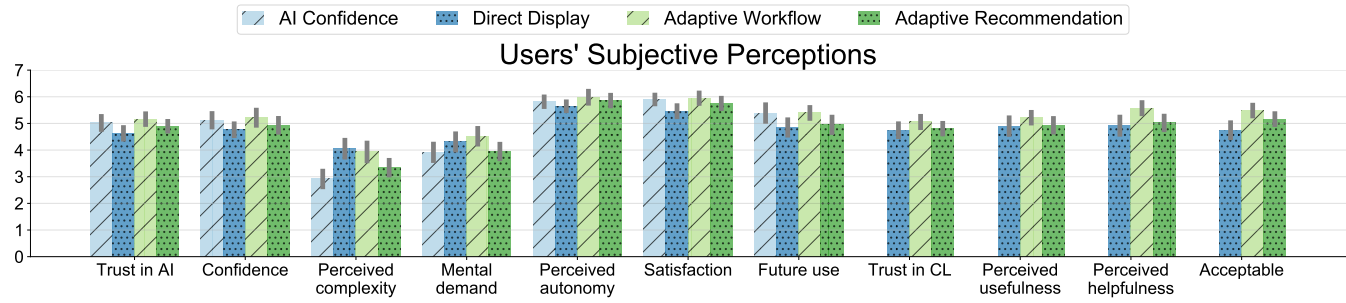 AI Confidence Direct Display Adaptive Workflow Adaptive Recommendation
Users' Subjective Perceptions
7
6
5
4
3
2
1
0
Trust in AI Confidence Perceived Mental Perceived Satisfaction Future use Trust in CL Perceived Perceived Acceptable
complexity demand autonomy usefulness helpfulness